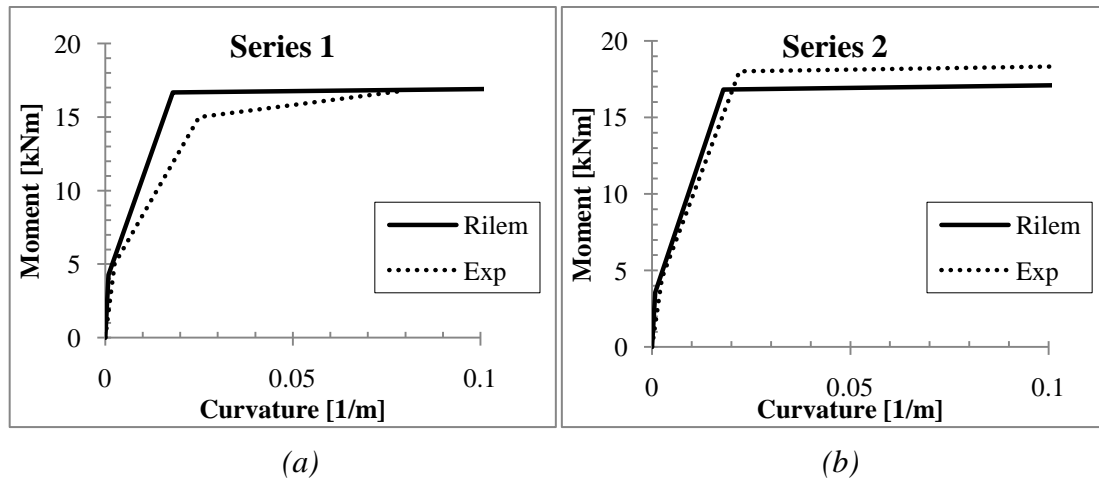 Series 1
Moment [kNm]
20
15
10
5
0
0
0.05
0.1
Curvature [1/m]
Rilem
Exp
(a)
Series 2
Moment [kNm]
20
15
10
5
0
0
0.05
0.1
Curvature [1/m]
Rilem
Exp
(b)